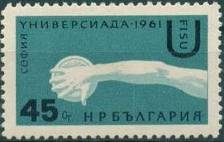 УНИВЕРСИАДА·1961
СОФИЯ
U
FISU
45 Ст.
НР БЪЛГАРИЯ